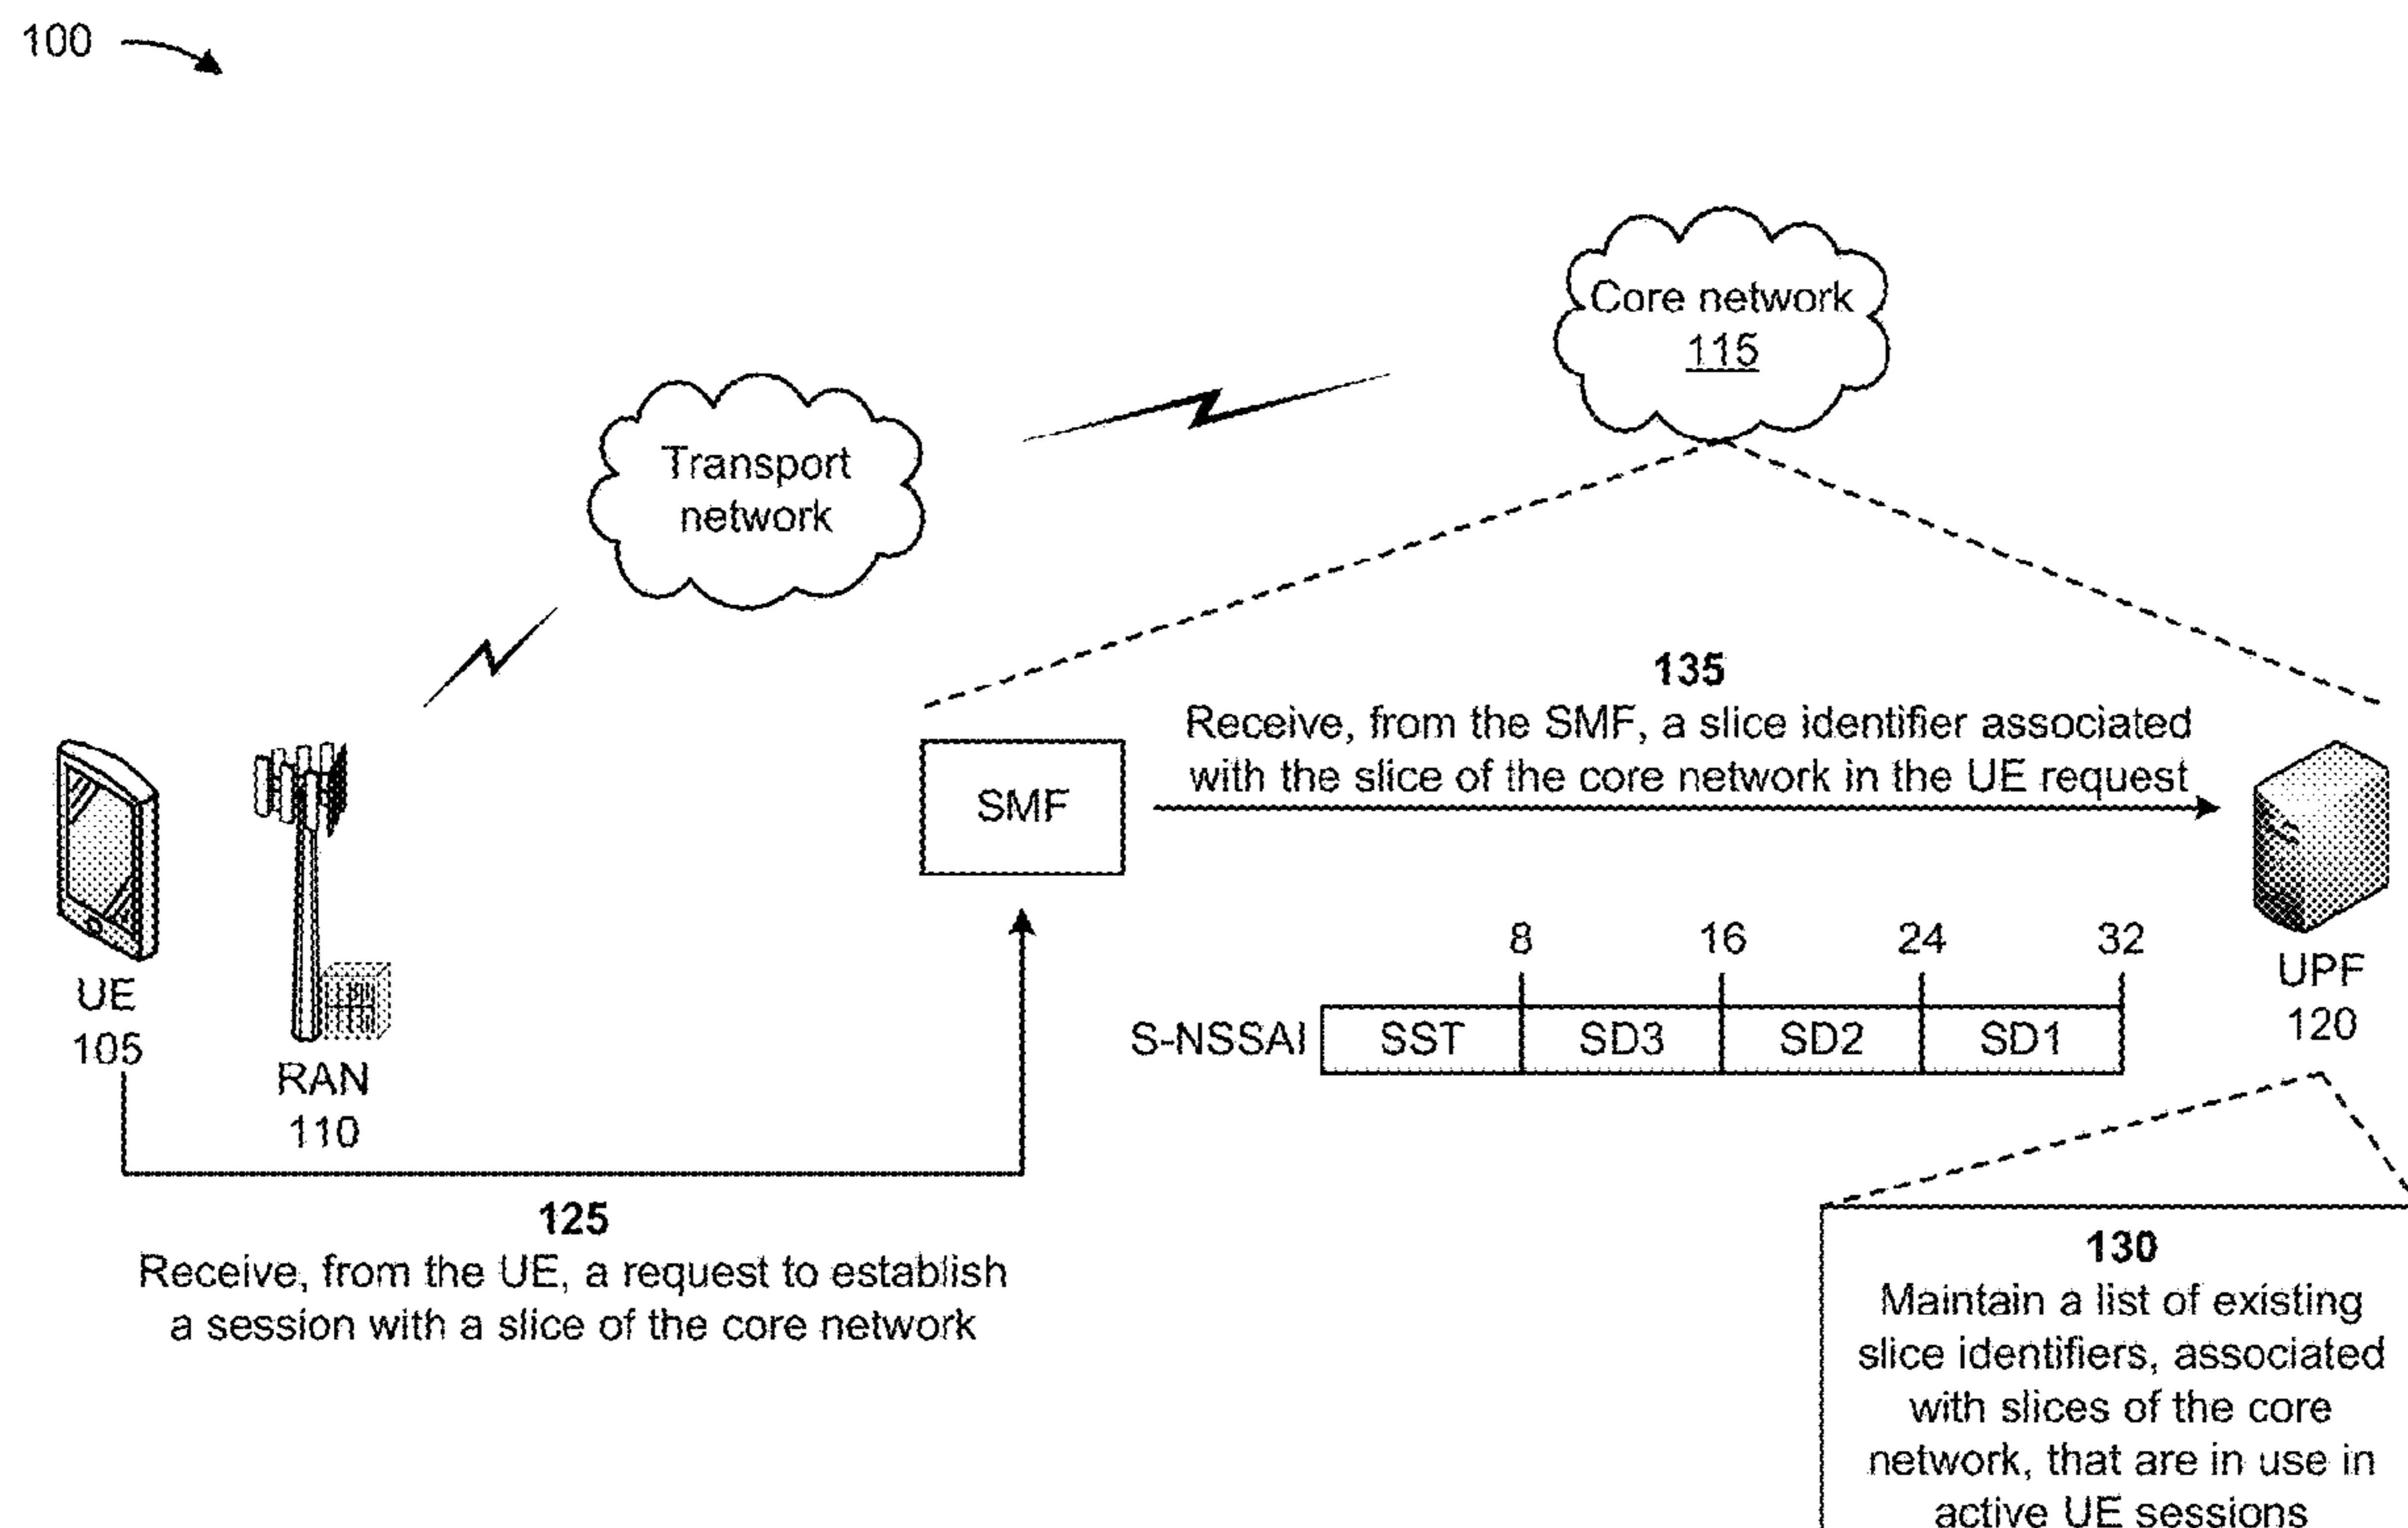 100
Core network
115
Transport
network
135
Receive, from the SMF, a slice identifier associated
with the slice of the core network in the UE request
SMF
UE
105
RAN
110
8 16 24 32
S-NSSAI SST SD3 SD2 SD1
UPF
120
125
Receive, from the UE, a request to establish
a session with a slice of the core network
130
Maintain a list of existing
slice identifiers, associated
with slices of the core
network, that are in use in
active UE sessions